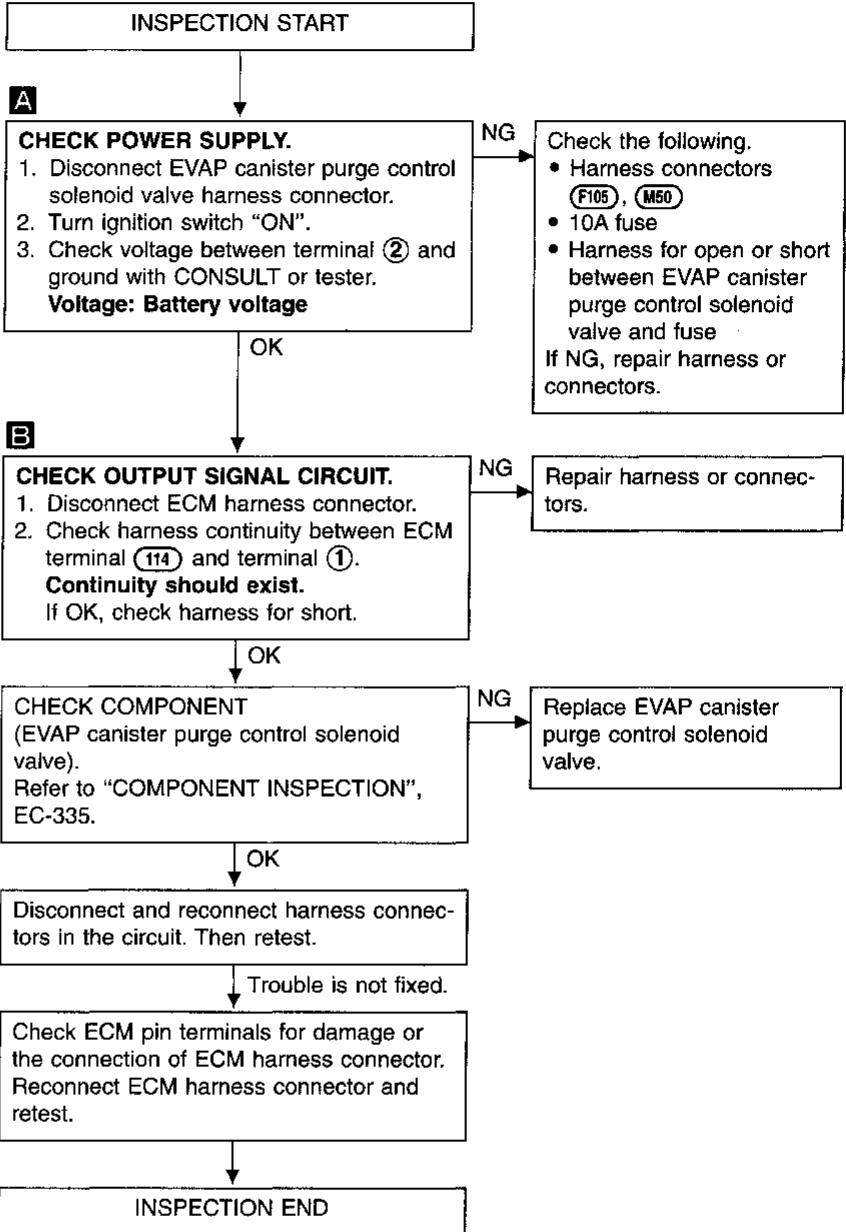 INSPECTION START
A
CHECK POWER SUPPLY.
1. Disconnect EVAP canister purge control
solenoid valve harness connector.
2. Turn ignition switch “ON”.
3. Check voltage between terminal ② and
ground with CONSULT or tester.
Voltage: Battery voltage
NG
Check the following.
• Harness connectors
(F105), (M50)
• 10A fuse
• Harness for open or short
between EVAP canister
purge control solenoid
valve and fuse
If NG, repair harness or
connectors.
OK
B
CHECK OUTPUT SIGNAL CIRCUIT.
1. Disconnect ECM harness connector.
2. Check harness continuity between ECM
terminal (114) and terminal ①.
Continuity should exist.
If OK, check harness for short.
NG
Repair harness or connec-
tors.
OK
CHECK COMPONENT
(EVAP canister purge control solenoid
valve).
Refer to “COMPONENT INSPECTION”,
EC-335.
NG
Replace EVAP canister
purge control solenoid
valve.
OK
Disconnect and reconnect harness connec-
tors in the circuit. Then retest.
Trouble is not fixed.
Check ECM pin terminals for damage or
the connection of ECM harness connector.
Reconnect ECM harness connector and
retest.
INSPECTION END